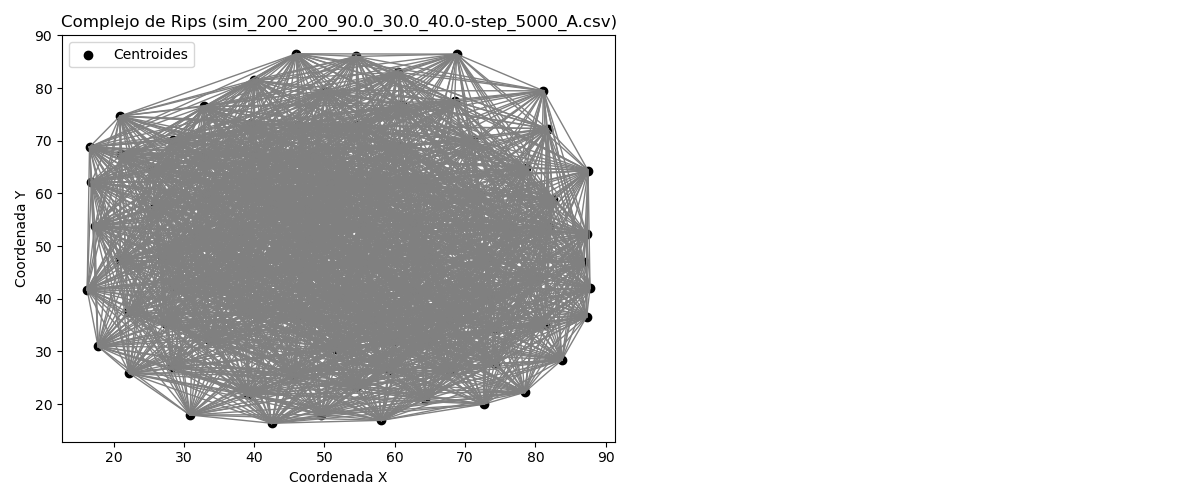 Complejo de Rips (sim_200_200_90.0_30.0_40.0-step_5000_A.csv)
Centroides
90
80
70
60
50
40
30
20
Coordenada Y
20 30 40 50 60 70 80 90
Coordenada X